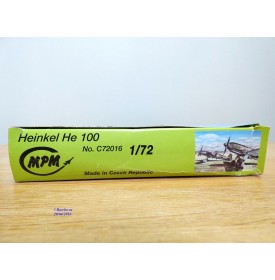 Heinkel He 100
No. C72016 1/72
MPM
Made in Czech Republic